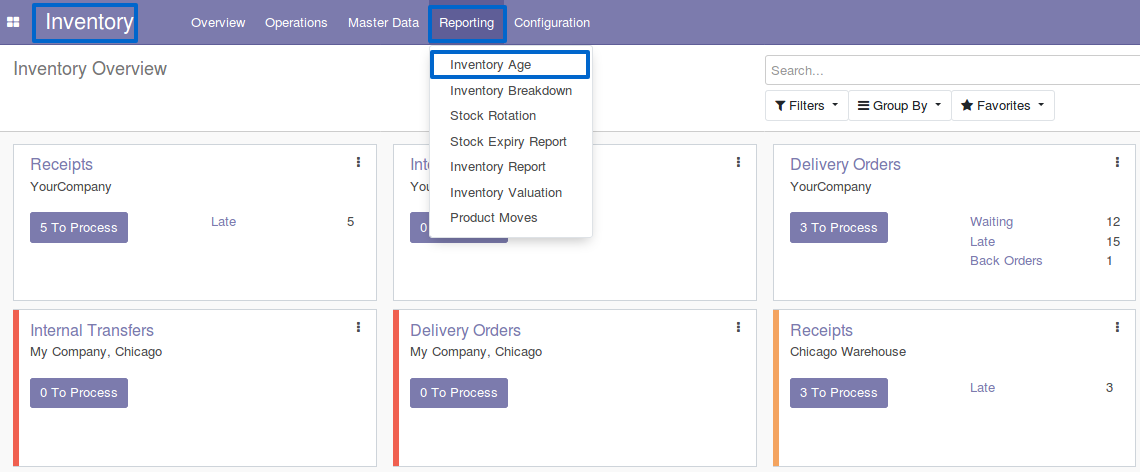 Inventory Overview Operations Master Data Reporting Configuration
Inventory Overview
Search...
Filters Group By Favorites
Inventory Age
Inventory Breakdown
Stock Rotation
Stock Expiry Report
Inventory Report
Inventory Valuation
Product Moves
Receipts
YourCompany
5 To Process
Late 5
Int
You
0
Delivery Orders
YourCompany
3 To Process
Waiting 12
Late 15
Back Orders 1
Internal Transfers
My Company, Chicago
0 To Process
Delivery Orders
My Company, Chicago
0 To Process
Receipts
Chicago Warehouse
3 To Process
Late 3